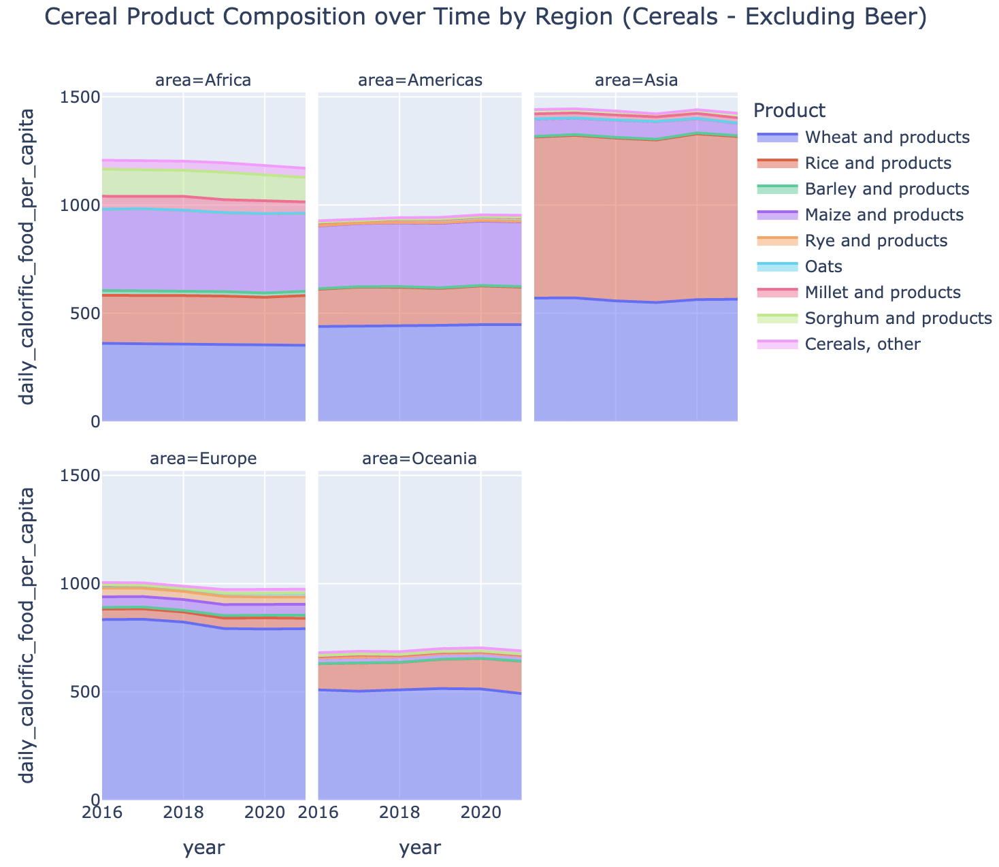 Cereal Product Composition over Time by Region (Cereals - Excluding Beer)
area=Africa
area=Americas
area=Asia
daily_calorific_food_per_capita
1500
1000
500
0
Product
Wheat and products
Rice and products
Barley and products
Maize and products
Rye and products
Oats
Millet and products
Sorghum and products
Cereals, other
area=Europe
area=Oceania
daily_calorific_food_per_capita
1500
1000
500
0
2016 2018 2020 2016 2018 2020
year
year